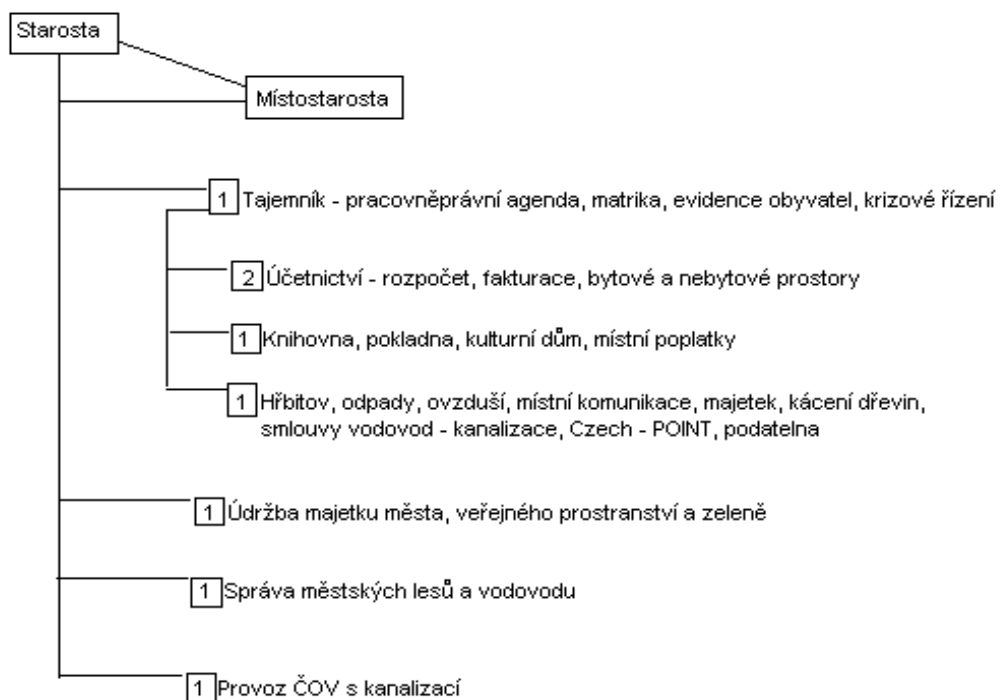 Starosta
Místostarosta
1 Tajemník - pracovněprávní agenda, matrika, evidence obyvatel, krizové řízení
2 Účetnictví - rozpočet, fakturace, bytové a nebytové prostory
1 Knihovna, pokladna, kulturní dům, místní poplatky
1 Hřbitov, odpady, ovzduší, místní komunikace, majetek, kácení dřevin,
smlouvy vodovod - kanalizace, Czech - POINT, podatelna
1 Údržba majetku města, veřejného prostranství a zeleně
1 Správa městských lesů a vodovodu
1 Provoz ČOV s kanalizací